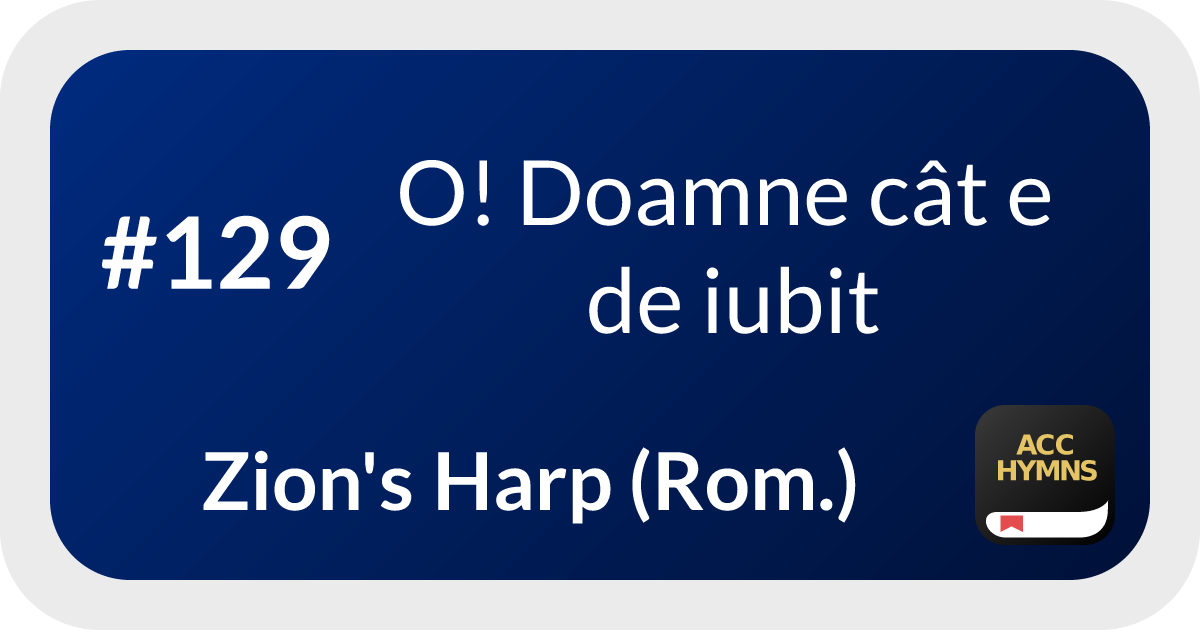 #129
O! Doamne cât e
de iubit
Zion's Harp (Rom.)
ACC
HYMNS